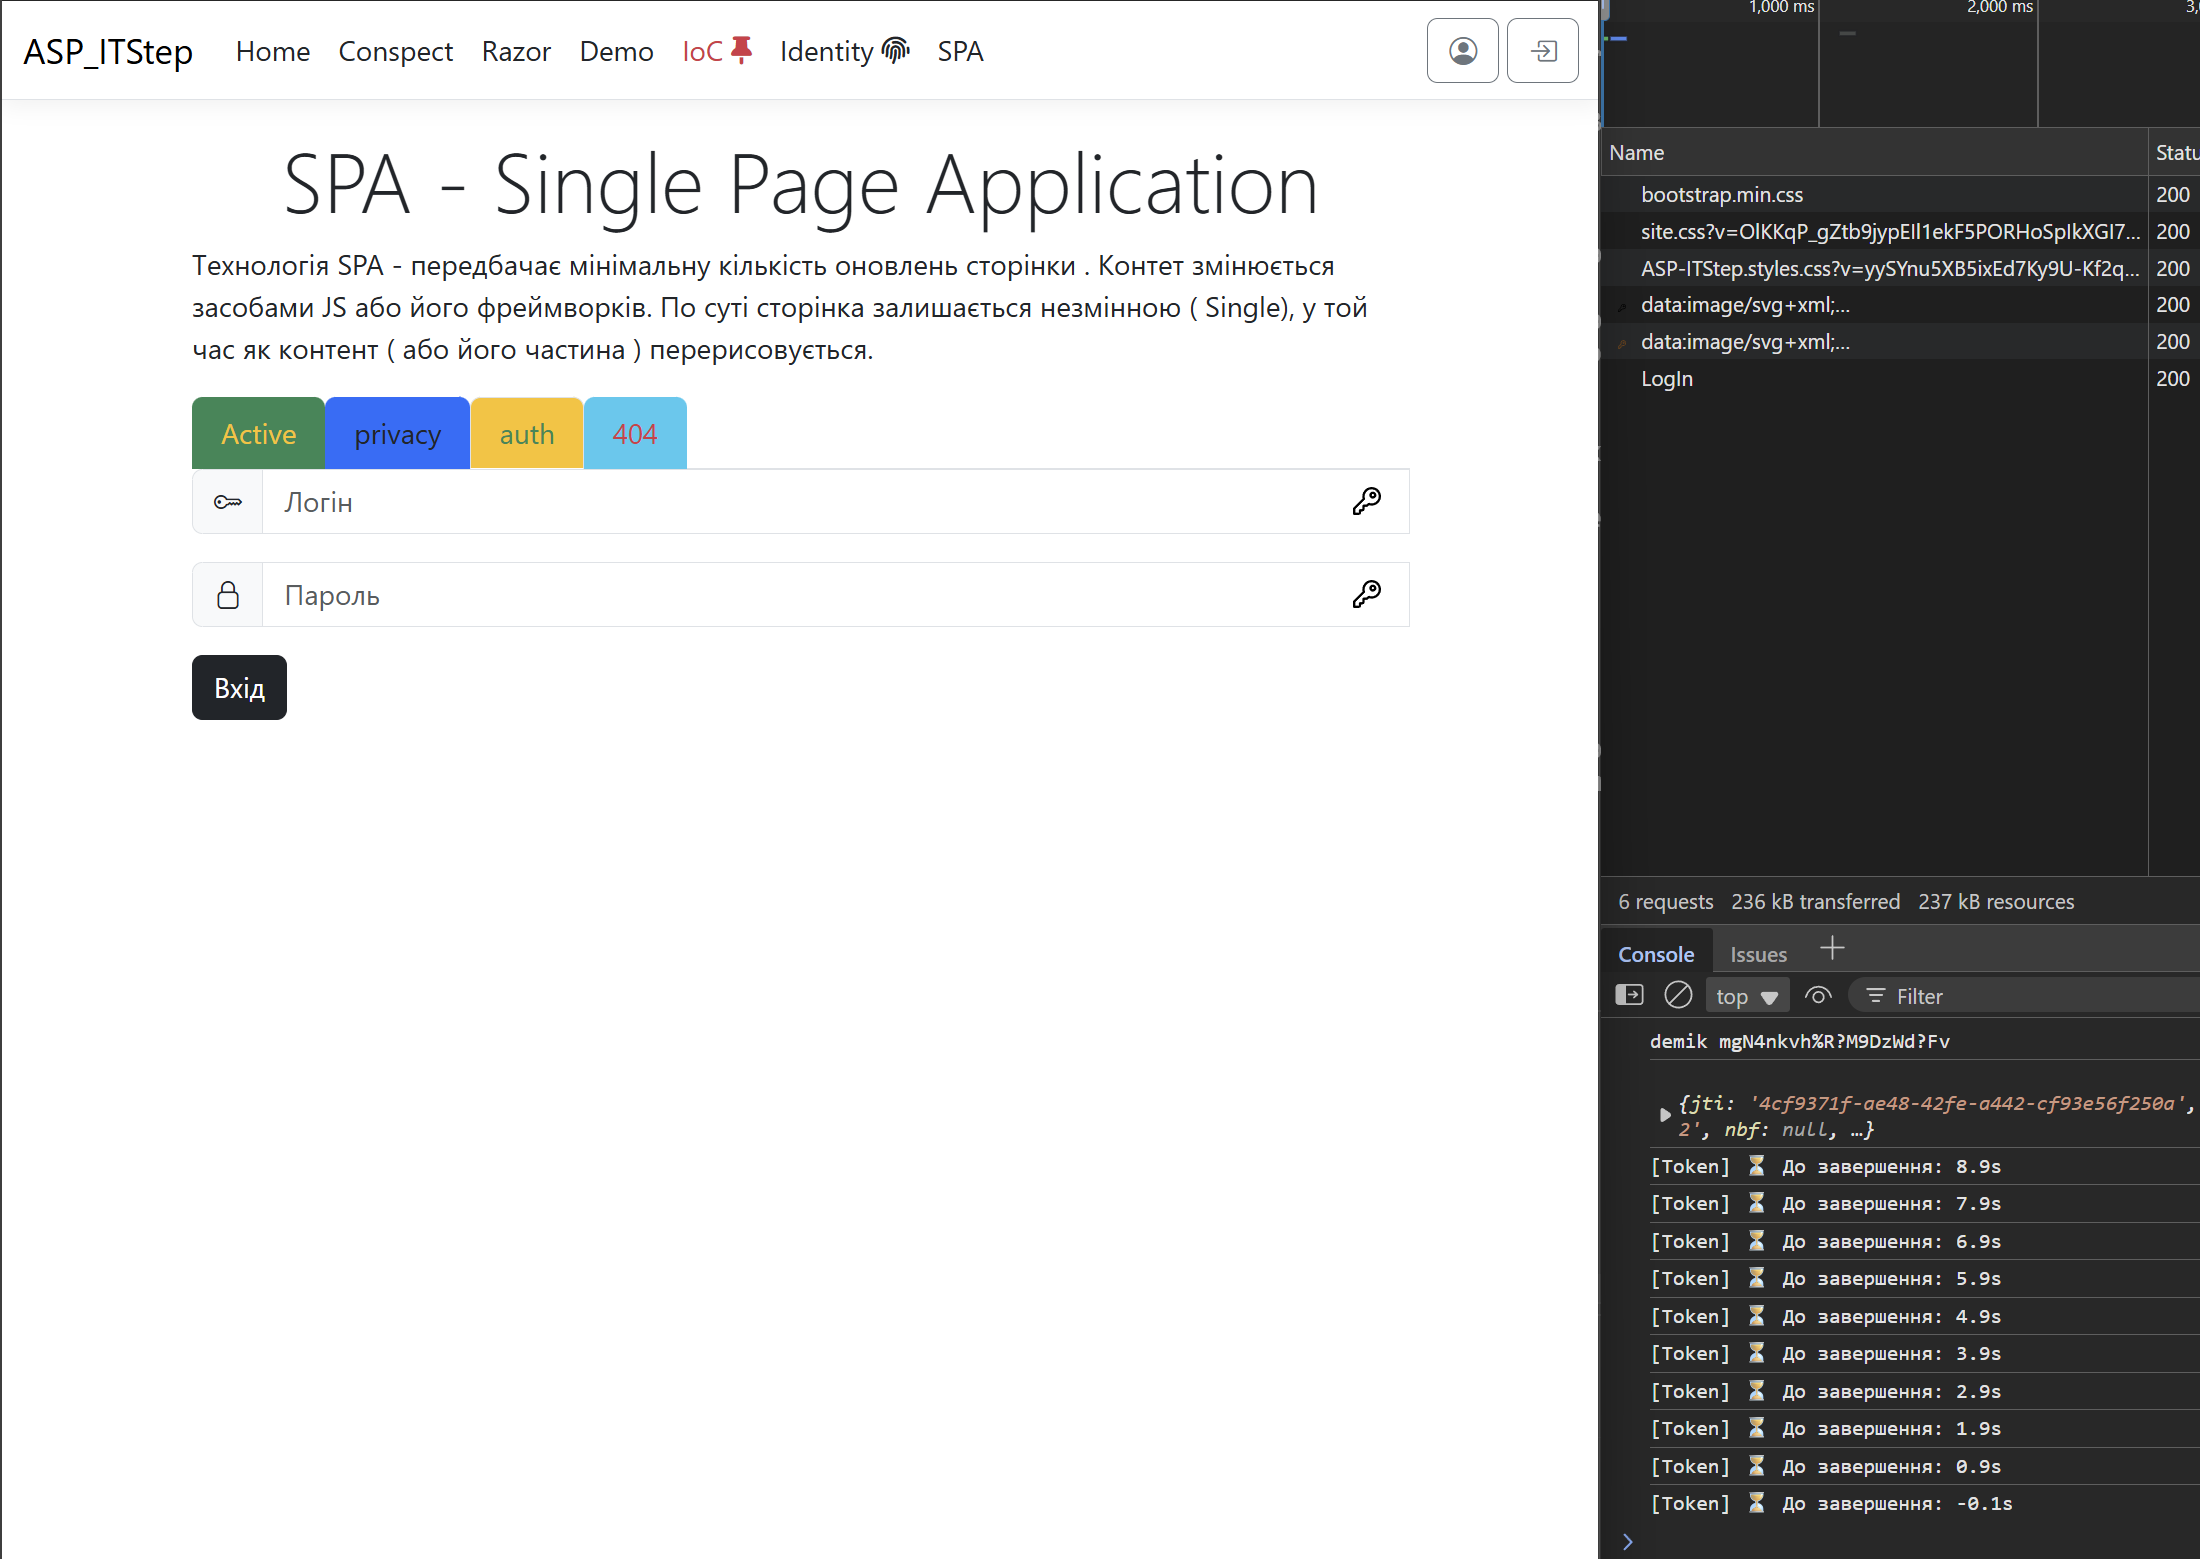 ASP_ITStep Home Conspect Razor Demo IoC Identity SPA
SPA - Single Page Application
Технологія SPA - передбачає мінімальну кількість оновлень сторінки . Контет змінюється
засобами JS або його фреймворків. По суті сторінка залишається незмінною ( Single), у той
час як контент ( або його частина ) перерисовується.
Active privacy auth 404
Логін
Пароль
Вхід
1,000 ms 2,000 ms 3,
Name Statu
bootstrap.min.css 200
site.css?v=OlKKqP_gZtb9jypEIl1ekF5PORHoSpIkXGI7... 200
ASP-ITStep.styles.css?v=yySYnu5XB5ixEd7Ky9U-Kf2q... 200
data:image/svg+xml;... 200
data:image/svg+xml;... 200
LogIn 200
6 requests 236 kB transferred 237 kB resources
Console Issues
top Filter
demik mgN4nkvh%R?M9DzWd?Fv
{jti: '4cf9371f-ae48-42fe-a442-cf93e56f250a',
2', nbf: null, …}
[Token] ⏳ До завершення: 8.9s
[Token] ⏳ До завершення: 7.9s
[Token] ⏳ До завершення: 6.9s
[Token] ⏳ До завершення: 5.9s
[Token] ⏳ До завершення: 4.9s
[Token] ⏳ До завершення: 3.9s
[Token] ⏳ До завершення: 2.9s
[Token] ⏳ До завершення: 1.9s
[Token] ⏳ До завершення: 0.9s
[Token] ⏳ До завершення: -0.1s